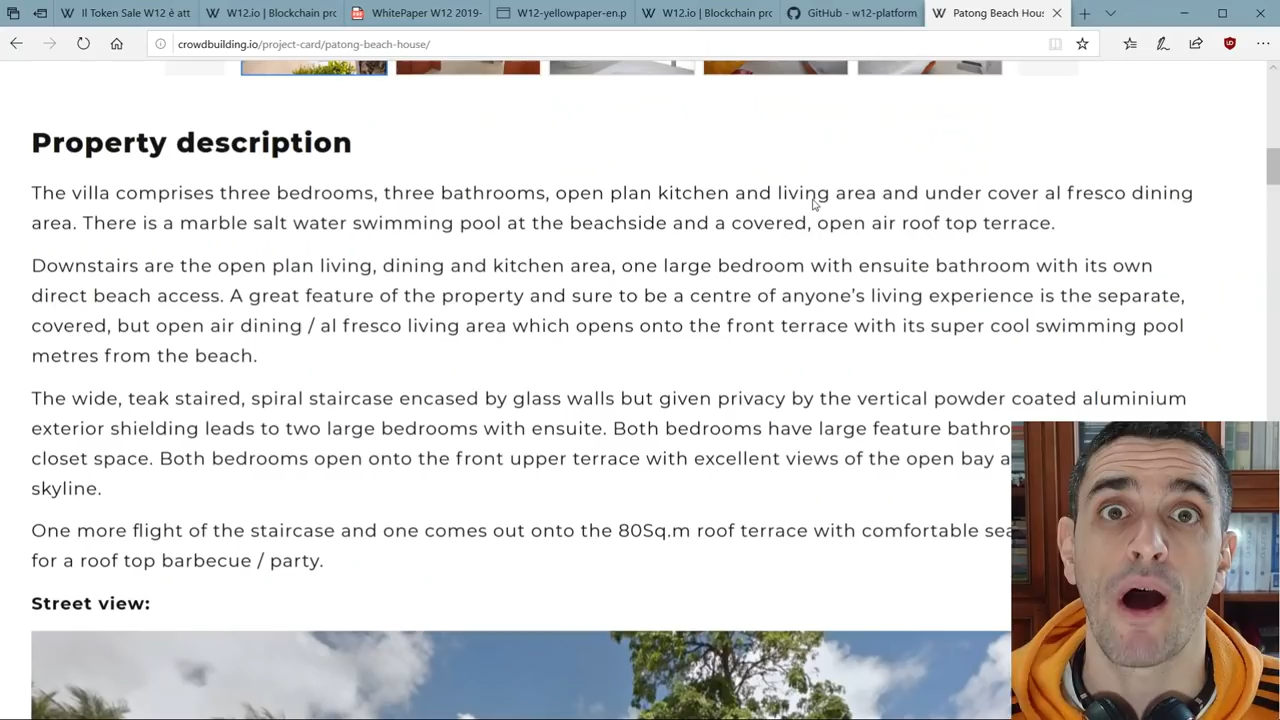 Il Token Sale W12 è att
W12.io | Blockchain pro
WhitePaper W12 2019-
W12-yellowpaper-en.p
W12.io | Blockchain pro
GitHub - w12-platform
Patong Beach Hous
crowdbuilding.io/project-card/patong-beach-house/
Property description
The villa comprises three bedrooms, three bathrooms, open plan kitchen and living area and under cover al fresco dining
area. There is a marble salt water swimming pool at the beachside and a covered, open air roof top terrace.
Downstairs are the open plan living, dining and kitchen area, one large bedroom with ensuite bathroom with its own
direct beach access. A great feature of the property and sure to be a centre of anyone’s living experience is the separate,
covered, but open air dining / al fresco living area which opens onto the front terrace with its super cool swimming pool
metres from the beach.
The wide, teak staired, spiral staircase encased by glass walls but given privacy by the vertical powder coated aluminium
exterior shielding leads to two large bedrooms with ensuite. Both bedrooms have large feature bathro
closet space. Both bedrooms open onto the front upper terrace with excellent views of the open bay a
skyline.
One more flight of the staircase and one comes out onto the 80Sq.m roof terrace with comfortable sea
for a roof top barbecue / party.
Street view: